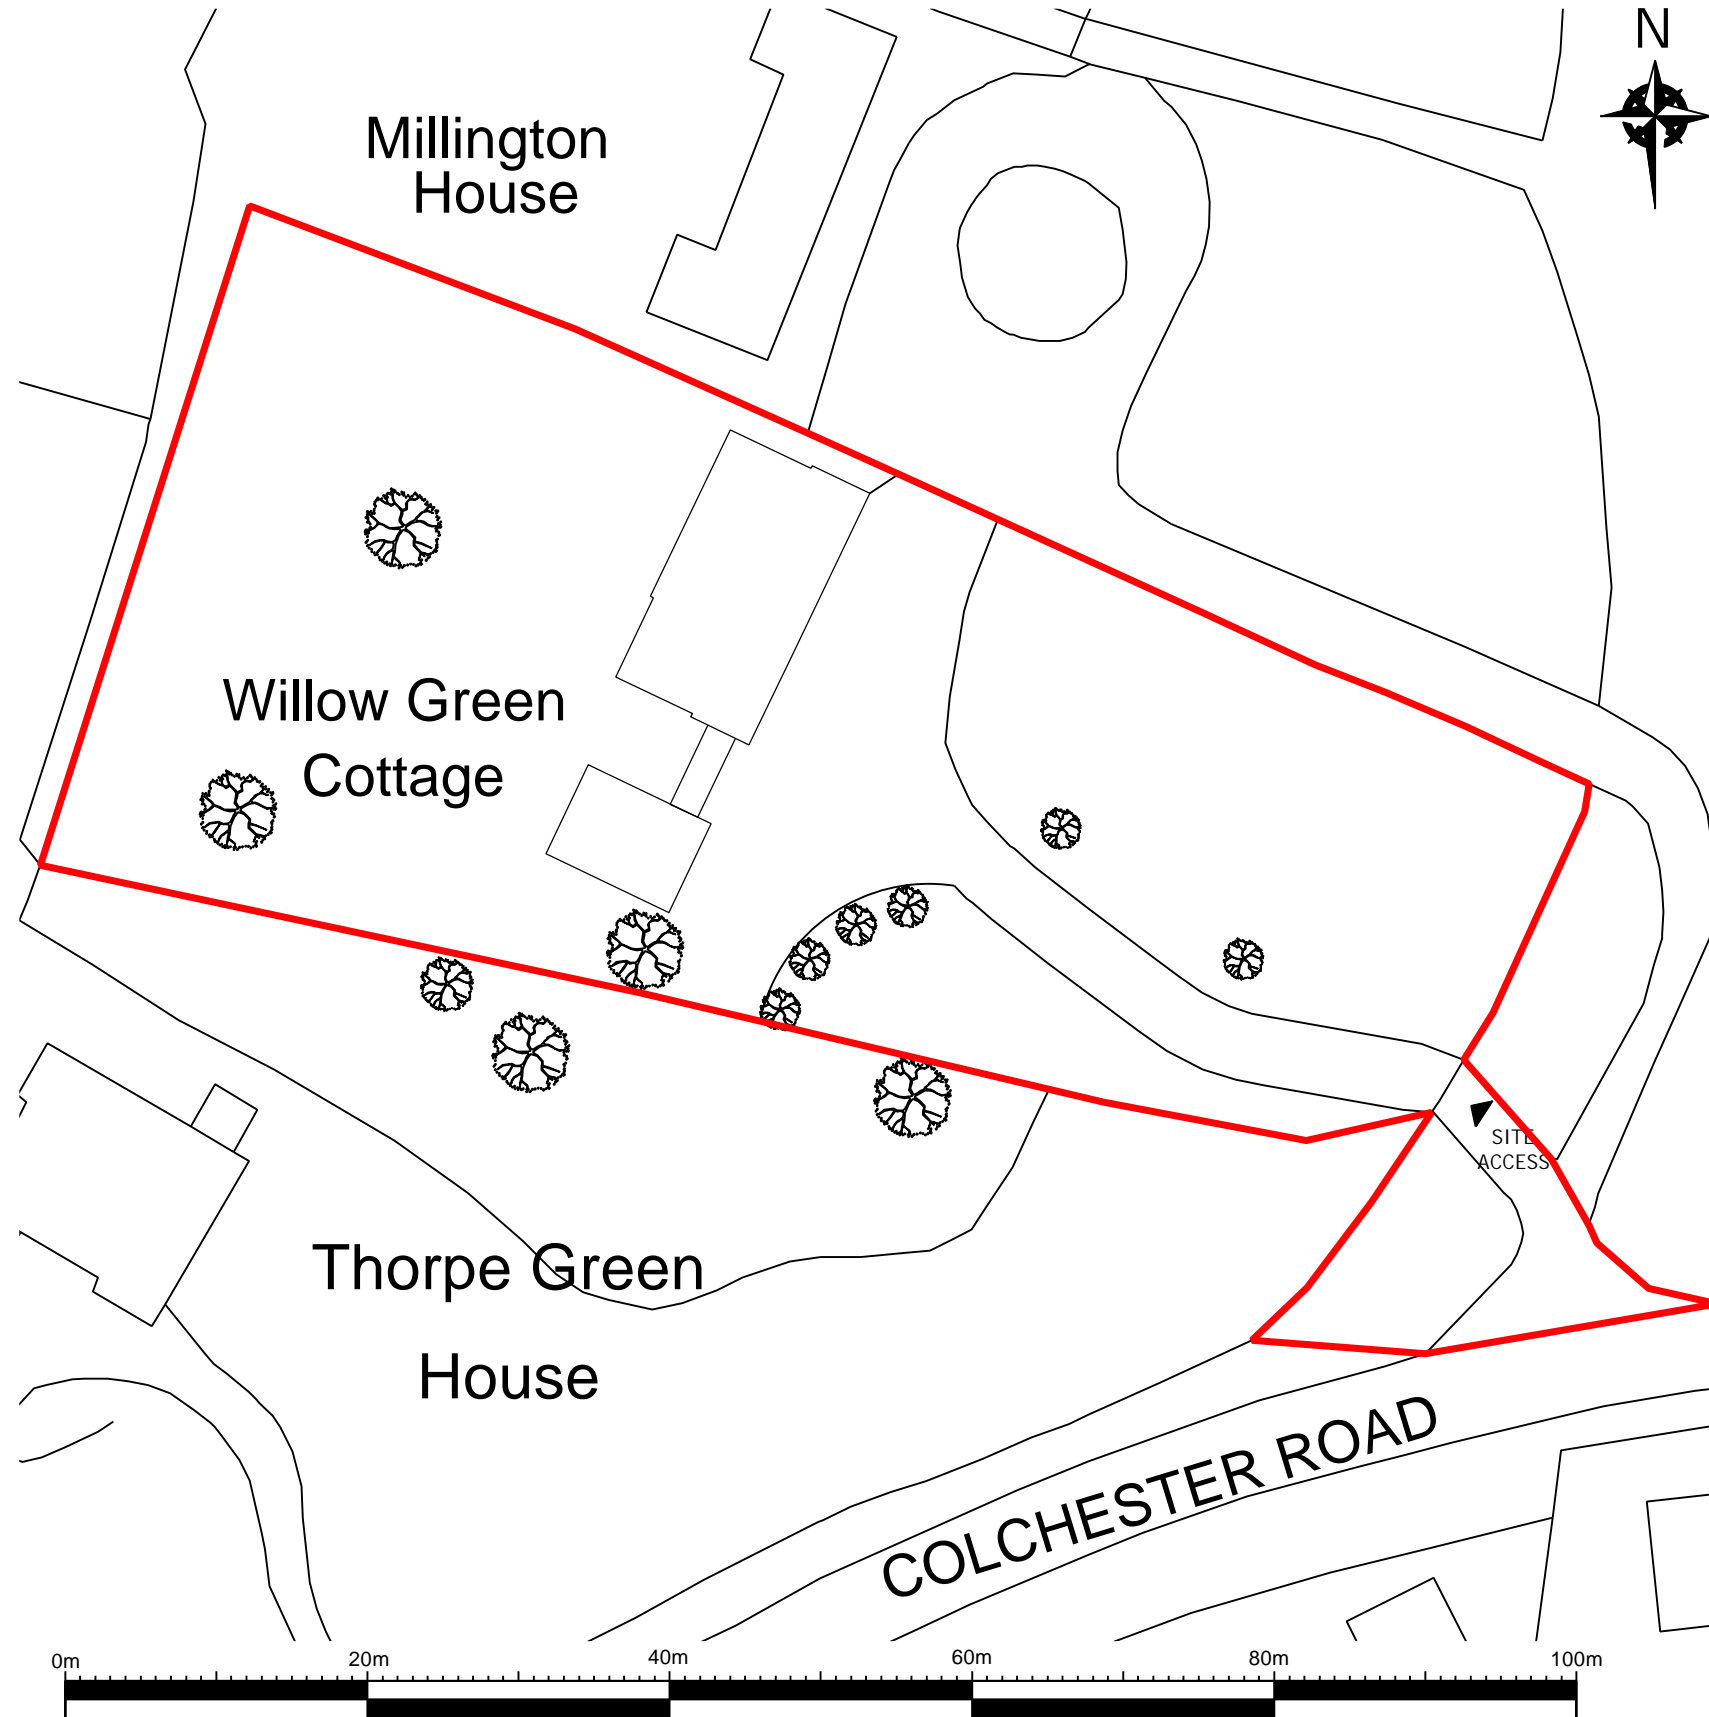 N
Millington
House
Willow Green
Cottage
SITE
ACCESS
Thorpe Green
House
COLCHESTER ROAD
0m 20m 40m 60m 80m 100m